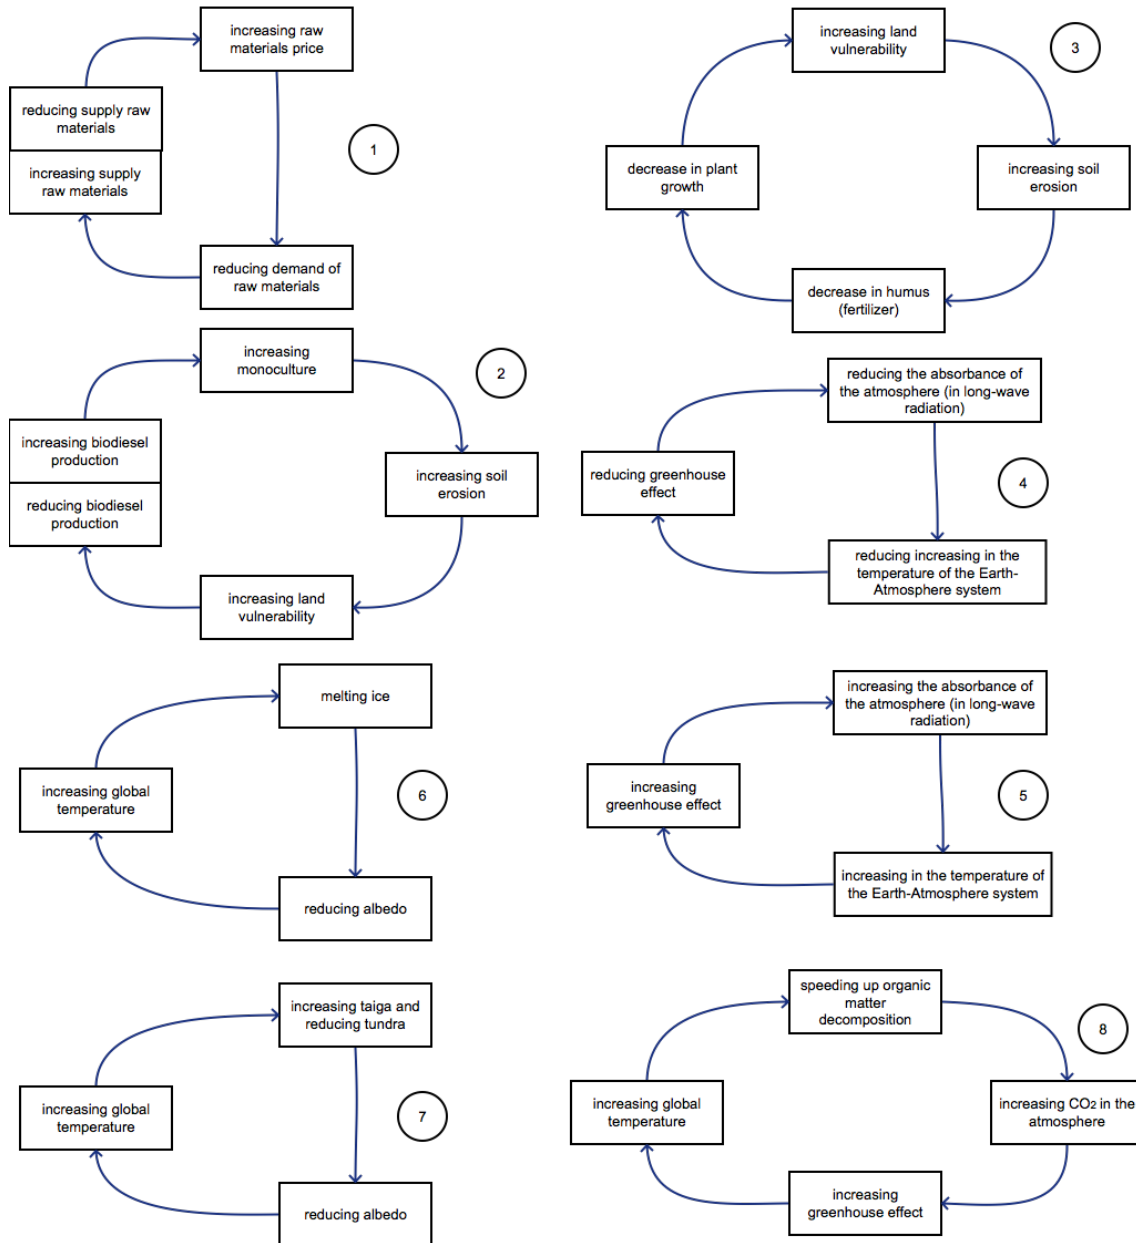 increasing raw
materials price
reducing supply raw
materials
increasing supply
raw materials
reducing demand of
raw materials
1
increasing land
vulnerability
3
decrease in plant
growth
increasing soil
erosion
decrease in humus
(fertilizer)
increasing
monoculture
2
increasing biodiesel
production
reducing biodiesel
production
increasing soil
erosion
increasing land
vulnerability
reducing the absorbance of
the atmosphere (in long-wave
radiation)
reducing greenhouse
effect
4
reducing increasing in the
temperature of the Earth-
Atmosphere system
melting ice
increasing global
temperature
6
reducing albedo
increasing the absorbance of
the atmosphere (in long-wave
radiation)
increasing
greenhouse effect
5
increasing in the temperature of
the Earth-Atmosphere system
increasing taiga and
reducing tundra
increasing global
temperature
7
reducing albedo
speeding up organic
matter
decomposition
8
increasing global
temperature
increasing CO2 in the
atmosphere
increasing
greenhouse effect